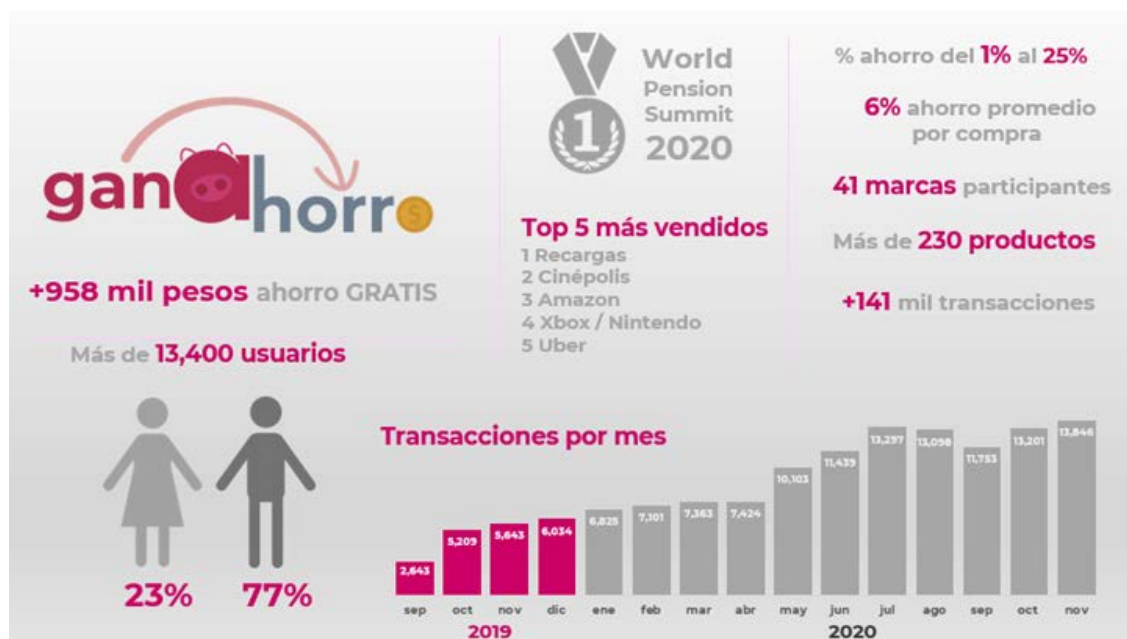 ganahorro
+958 mil pesos ahorro GRATIS
Más de 13,400 usuarios
23% 77%
1
World
Pension
Summit
2020
Top 5 más vendidos
1 Recargas
2 Cinépolis
3 Amazon
4 Xbox / Nintendo
5 Uber
% ahorro del 1% al 25%
6% ahorro promedio
por compra
41 marcas participantes
Más de 230 productos
+141 mil transacciones
Transacciones por mes
2,643 5,209 5,643 6,034 6,825 7,101 7,363 7,424 10,103 11,439 13,297 13,098 11,753 13,201 13,846
sep oct nov dic ene feb mar abr may jun jul ago sep oct nov
2019 2020